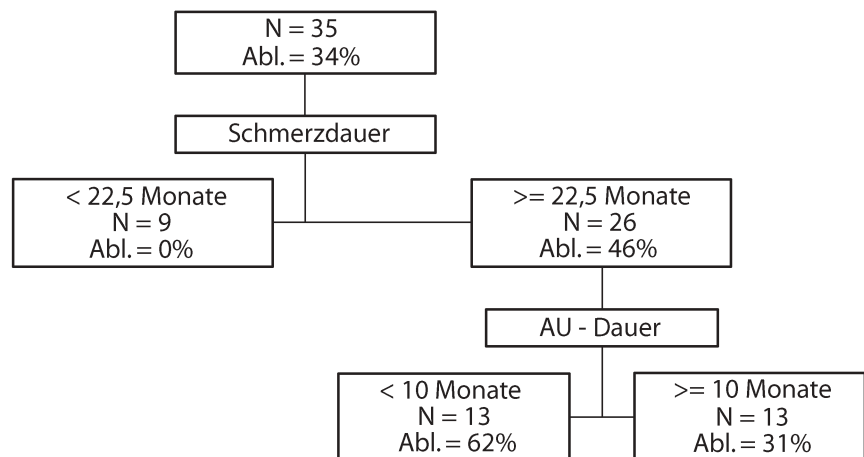 N = 35
Abl. = 34%
Schmerzdauer
< 22,5 Monate
N = 9
Abl. = 0%
>= 22,5 Monate
N = 26
Abl. = 46%
AU - Dauer
< 10 Monate
N = 13
Abl. = 62%
>= 10 Monate
N = 13
Abl. = 31%